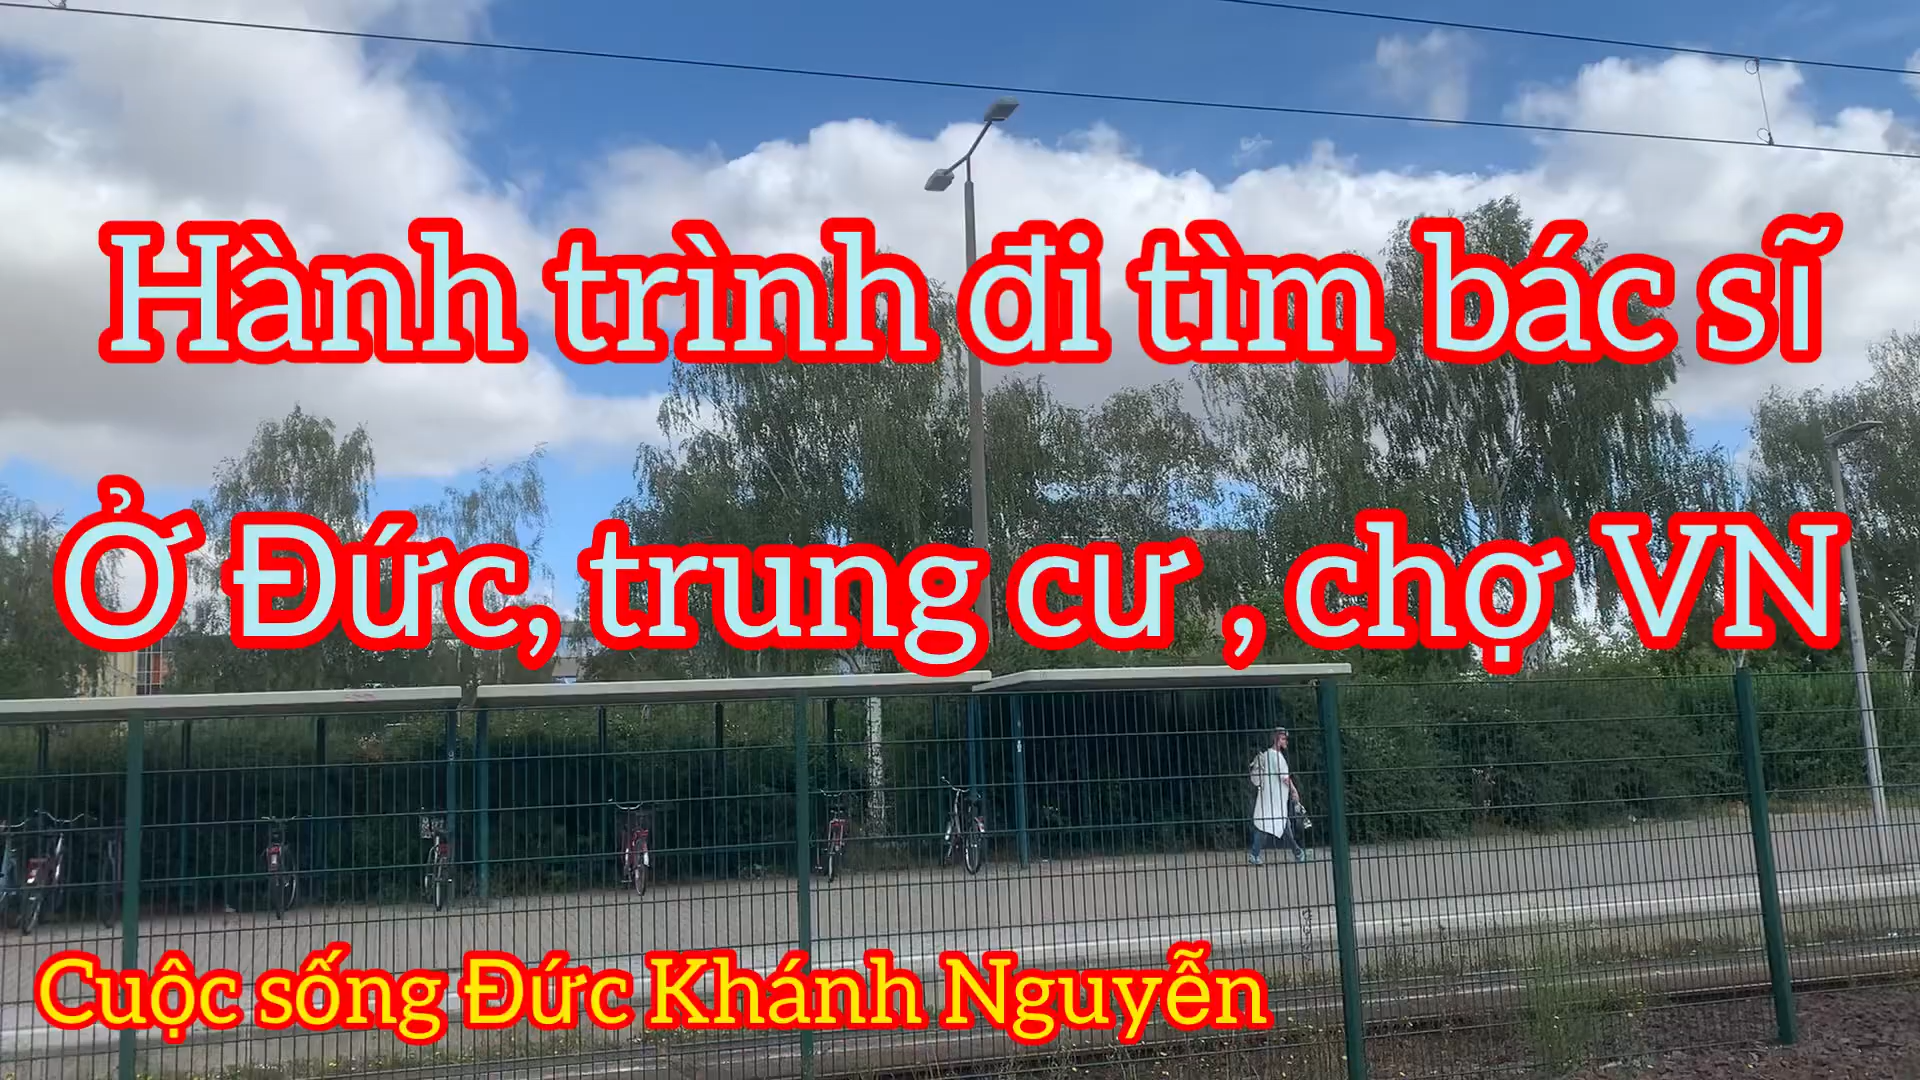 Hành trình đi tìm bác sĩ
Ở Đức, trung cư , chợ VN
Cuộc sống Đức Khánh Nguyễn